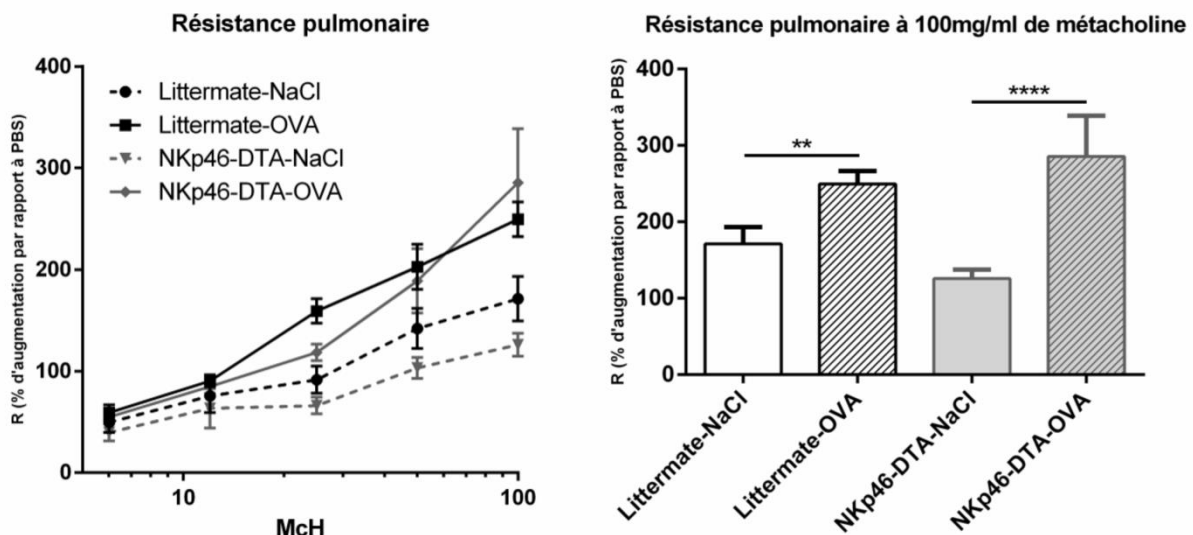 Résistance pulmonaire
R (% d'augmentation par rapport à PBS)
400
300
200
100
0
Littermate-NaCl
Littermate-OVA
NKp46-DTA-NaCl
NKp46-DTA-OVA
10
100
McH
Résistance pulmonaire à 100mg/ml de métacholine
R (% d'augmentation par rapport à PBS)
400
300
200
100
0
**
****
Littermate-NaCl
Littermate-OVA
NKp46-DTA-NaCl
NKp46-DTA-OVA